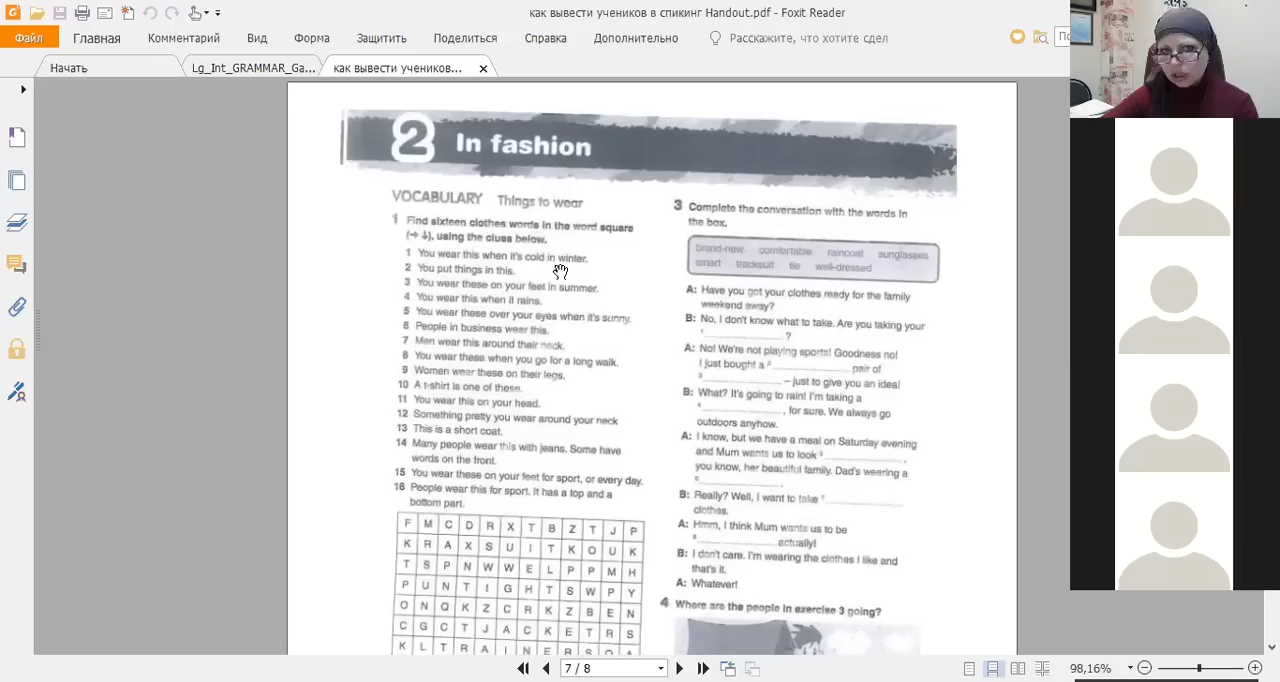 как вывести учеников в спикинг Handout.pdf - Foxit Reader
Файл Главная Комментарий Вид Форма Защитить Поделиться Справка Дополнительно Расскажите, что хотите сдел
По
Начать Lg_Int_GRAMMAR_Ga... как вывести учеников...
2 In fashion
VOCABULARY Things to wear
1 Find sixteen clothes words in the word square
(→ ↓), using the clues below.
1 You wear this when it's cold in winter.
2 You put things in this.
3 You wear these on your feet in summer.
4 You wear this when it rains.
5 You wear these over your eyes when it's sunny.
6 People in business wear this.
7 Men wear this around their neck.
8 You wear these when you go for a long walk.
9 Women wear these on their legs.
10 A t-shirt is one of these.
11 You wear this on your head.
12 Something pretty you wear around your neck
13 This is a short coat.
14 Many people wear this with jeans. Some have
words on the front.
15 You wear these on your feet for sport, or every day.
16 People wear this for sport. It has a top and a
bottom part.
F M C D R X T B Z T J P
K R A X S U I T K O U K
T S P N W W E L P P M H
P U N T I G H T S W P Y
O N Q K Z C R K Z B E N
C G C T J A C K E T R S
K L T R A I N E R S
3 Complete the conversation with the words in
the box.
brand-new comfortable raincoat sunglasses
smart tracksuit tie well-dressed
A: Have you got your clothes ready for the family
weekend away?
B: No, I don't know what to take. Are you taking your
1 ?
A: No! We're not playing sports! Goodness no!
I just bought a 2 pair of
3 – just to give you an idea!
B: What? It's going to rain! I'm taking a
4 , for sure. We always go
outdoors anyhow.
A: I know, but we have a meal on Saturday evening
and Mum wants us to look 5 ,
you know, her beautiful family. Dad's wearing a
6 .
B: Really? Well, I want to take 7
clothes.
A: Hmm, I think Mum wants us to be
8 actually!
B: I don't care. I'm wearing the clothes I like and
that's it.
A: Whatever!
4 Where are the people in exercise 3 going?
7 / 8
98,16%